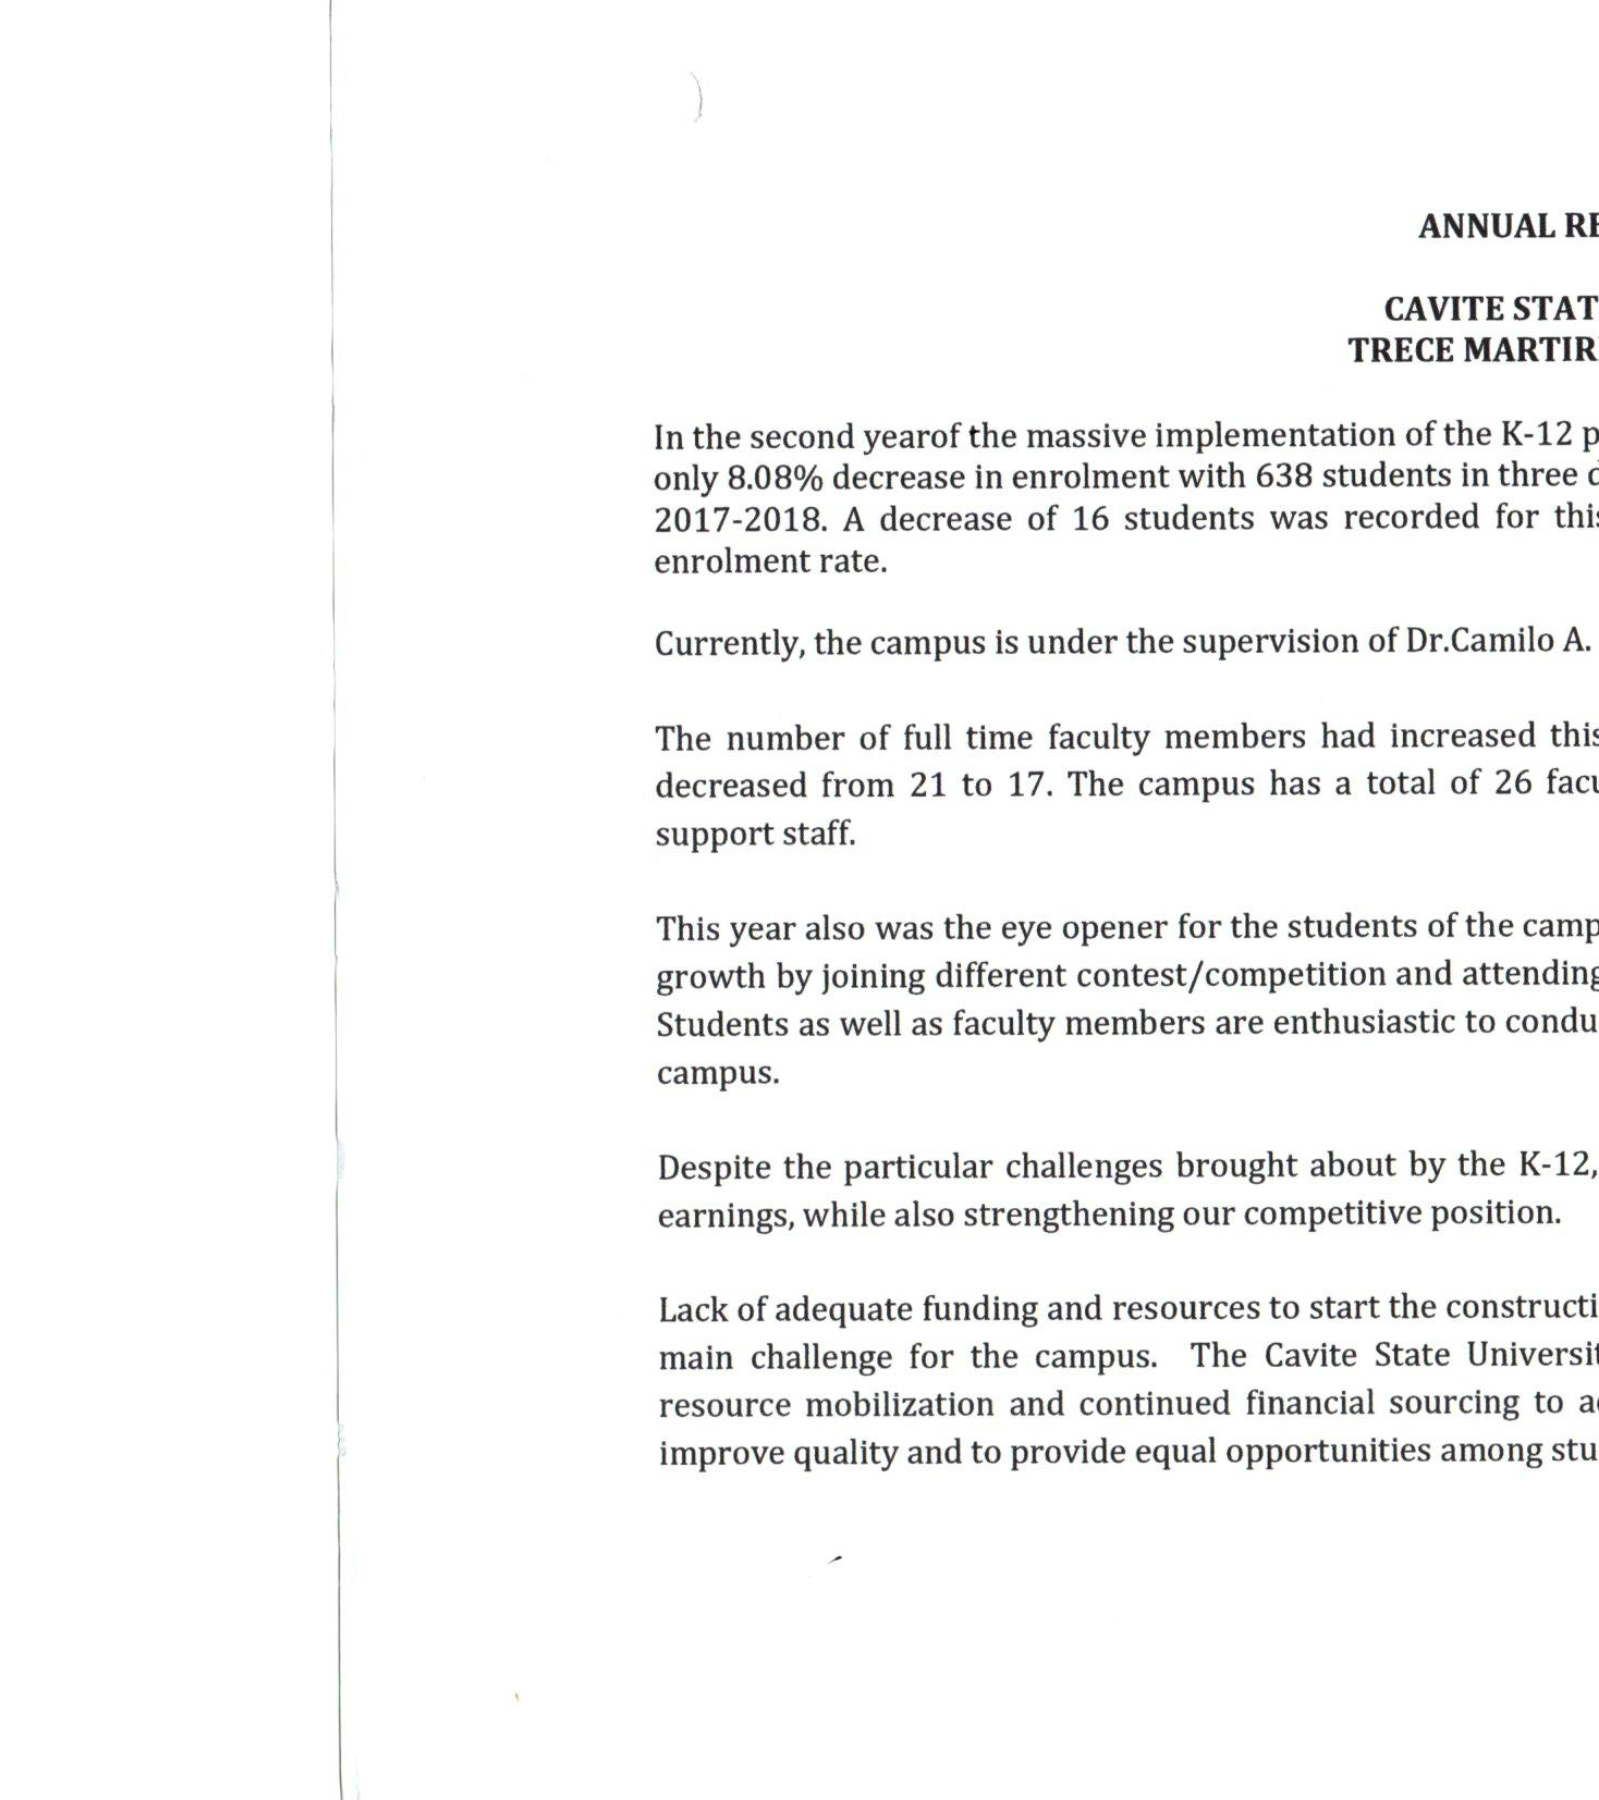 ANNUAL RE
CAVITE STAT
TRECE MARTIR
In the second yearof the massive implementation of the K-12 p
only 8.08% decrease in enrolment with 638 students in three
2017-2018. A decrease of 16 students was recorded for this
enrolment rate.
Currently, the campus is under the supervision of Dr.Camilo A.
The number of full time faculty members had increased this
decreased from 21 to 17. The campus has a total of 26 facu
support staff.
This year also was the eye opener for the students of the camp
growth by joining different contest/competition and attending
Students as well as faculty members are enthusiastic to condu
campus.
Despite the particular challenges brought about by the K-12,
earnings, while also strengthening our competitive position.
Lack of adequate funding and resources to start the constructi
main challenge for the campus. The Cavite State Universit
resource mobilization and continued financial sourcing to a
improve quality and to provide equal opportunities among stu